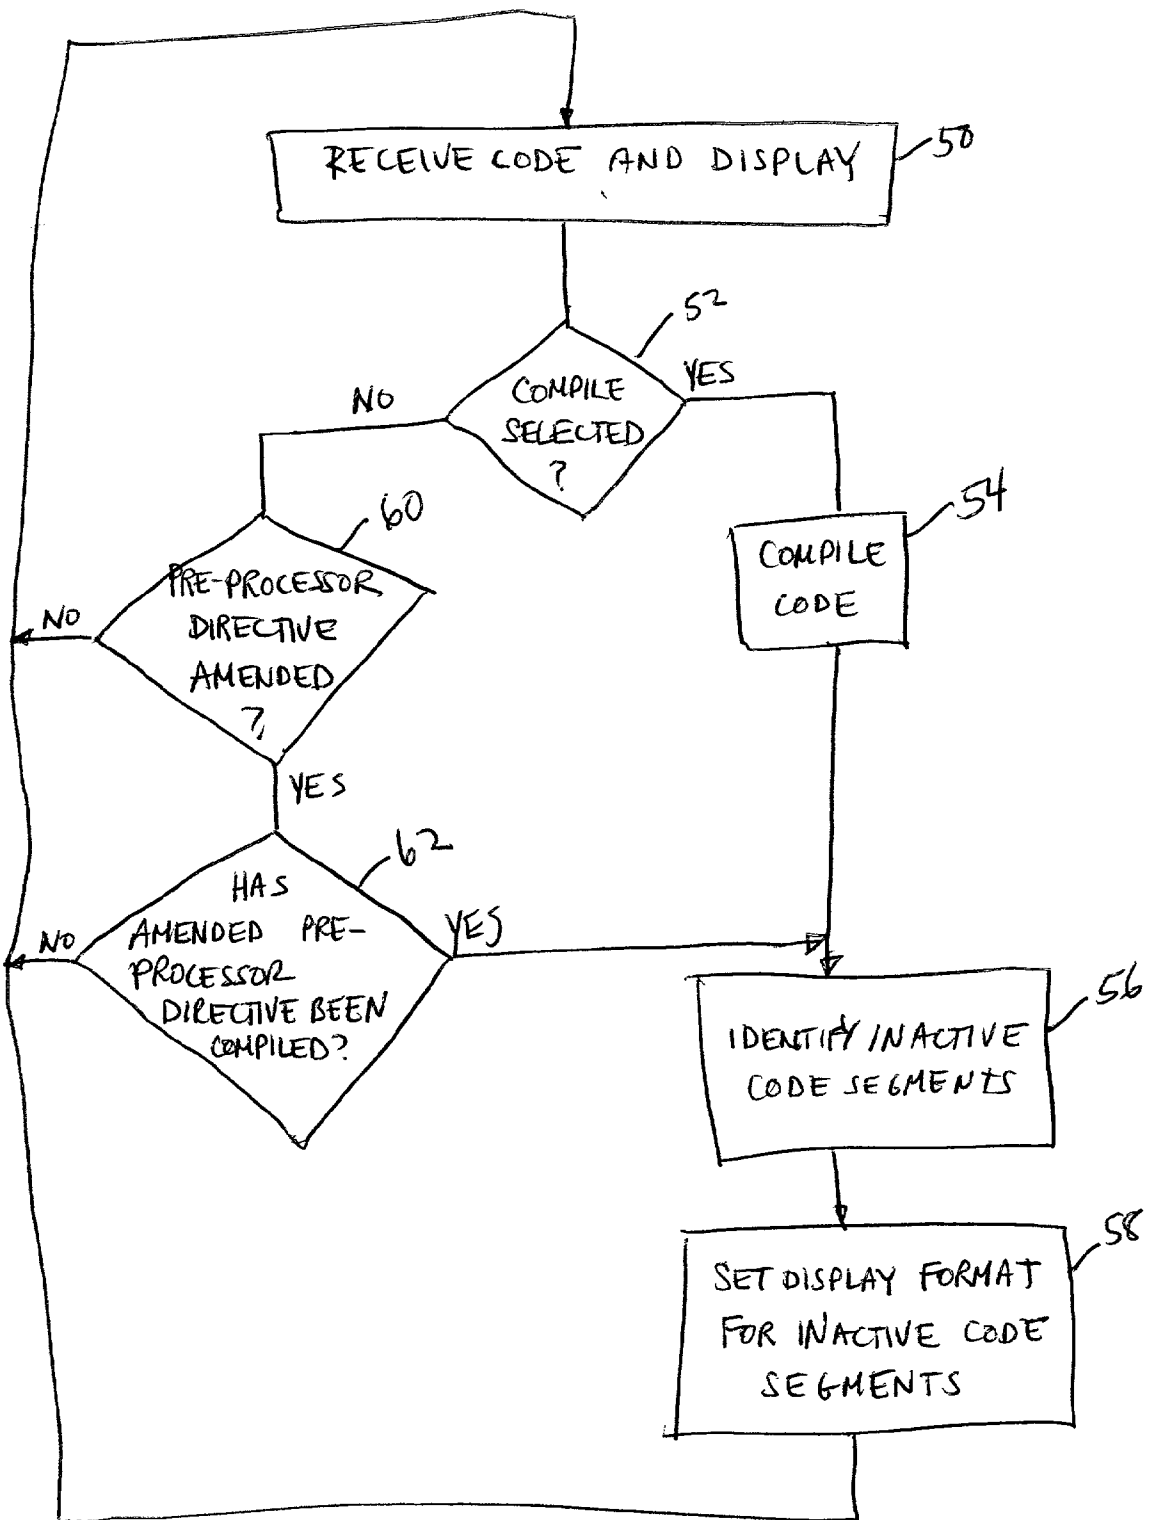 RECEIVE CODE AND DISPLAY
50
52
COMPILE
SELECTED
?
NO
YES
60
PRE-PROCESSOR
DIRECTIVE
AMENDED
?
NO
YES
54
COMPILE
CODE
62
HAS
AMENDED PRE-
PROCESSOR
DIRECTIVE BEEN
COMPILED?
NO
YES
56
IDENTIFY INACTIVE
CODE SEGMENTS
58
SET DISPLAY FORMAT
FOR INACTIVE CODE
SEGMENTS